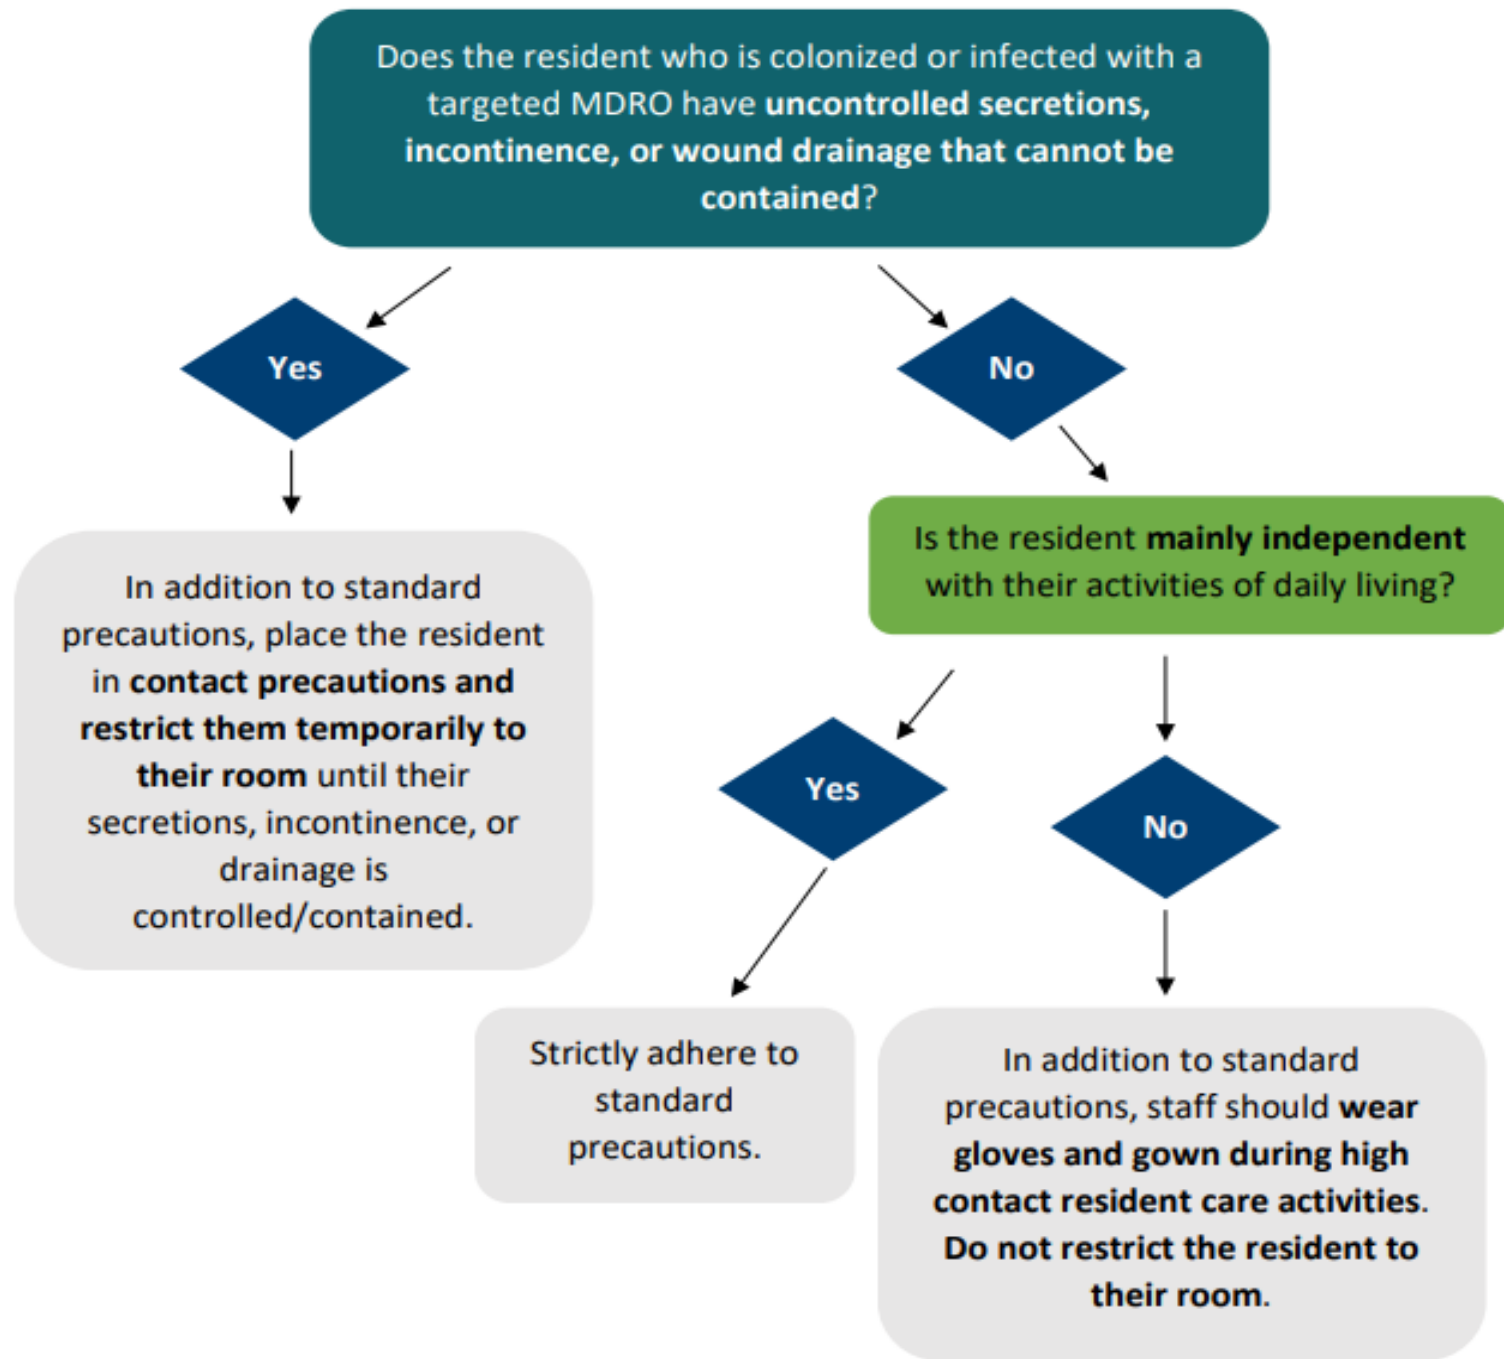 Does the resident who is colonized or infected with a
targeted MDRO have uncontrolled secretions,
incontinence, or wound drainage that cannot be
contained?
Yes
No
In addition to standard
precautions, place the resident
in contact precautions and
restrict them temporarily to
their room until their
secretions, incontinence, or
drainage is
controlled/contained.
Is the resident mainly independent
with their activities of daily living?
Yes
No
Strictly adhere to
standard
precautions.
In addition to standard
precautions, staff should wear
gloves and gown during high
contact resident care activities.
Do not restrict the resident to
their room.